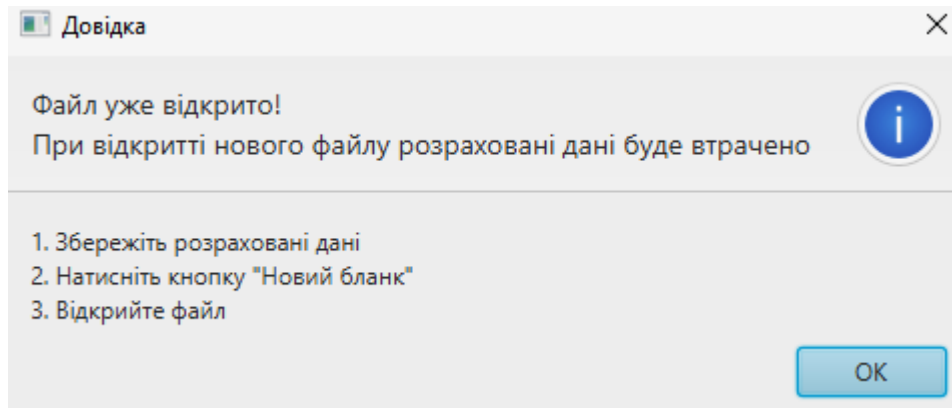 Довідка
Файл уже відкрито!
При відкритті нового файлу розраховані дані буде втрачено
1. Збережіть розраховані дані
2. Натисніть кнопку "Новий бланк"
3. Відкрийте файл
OK